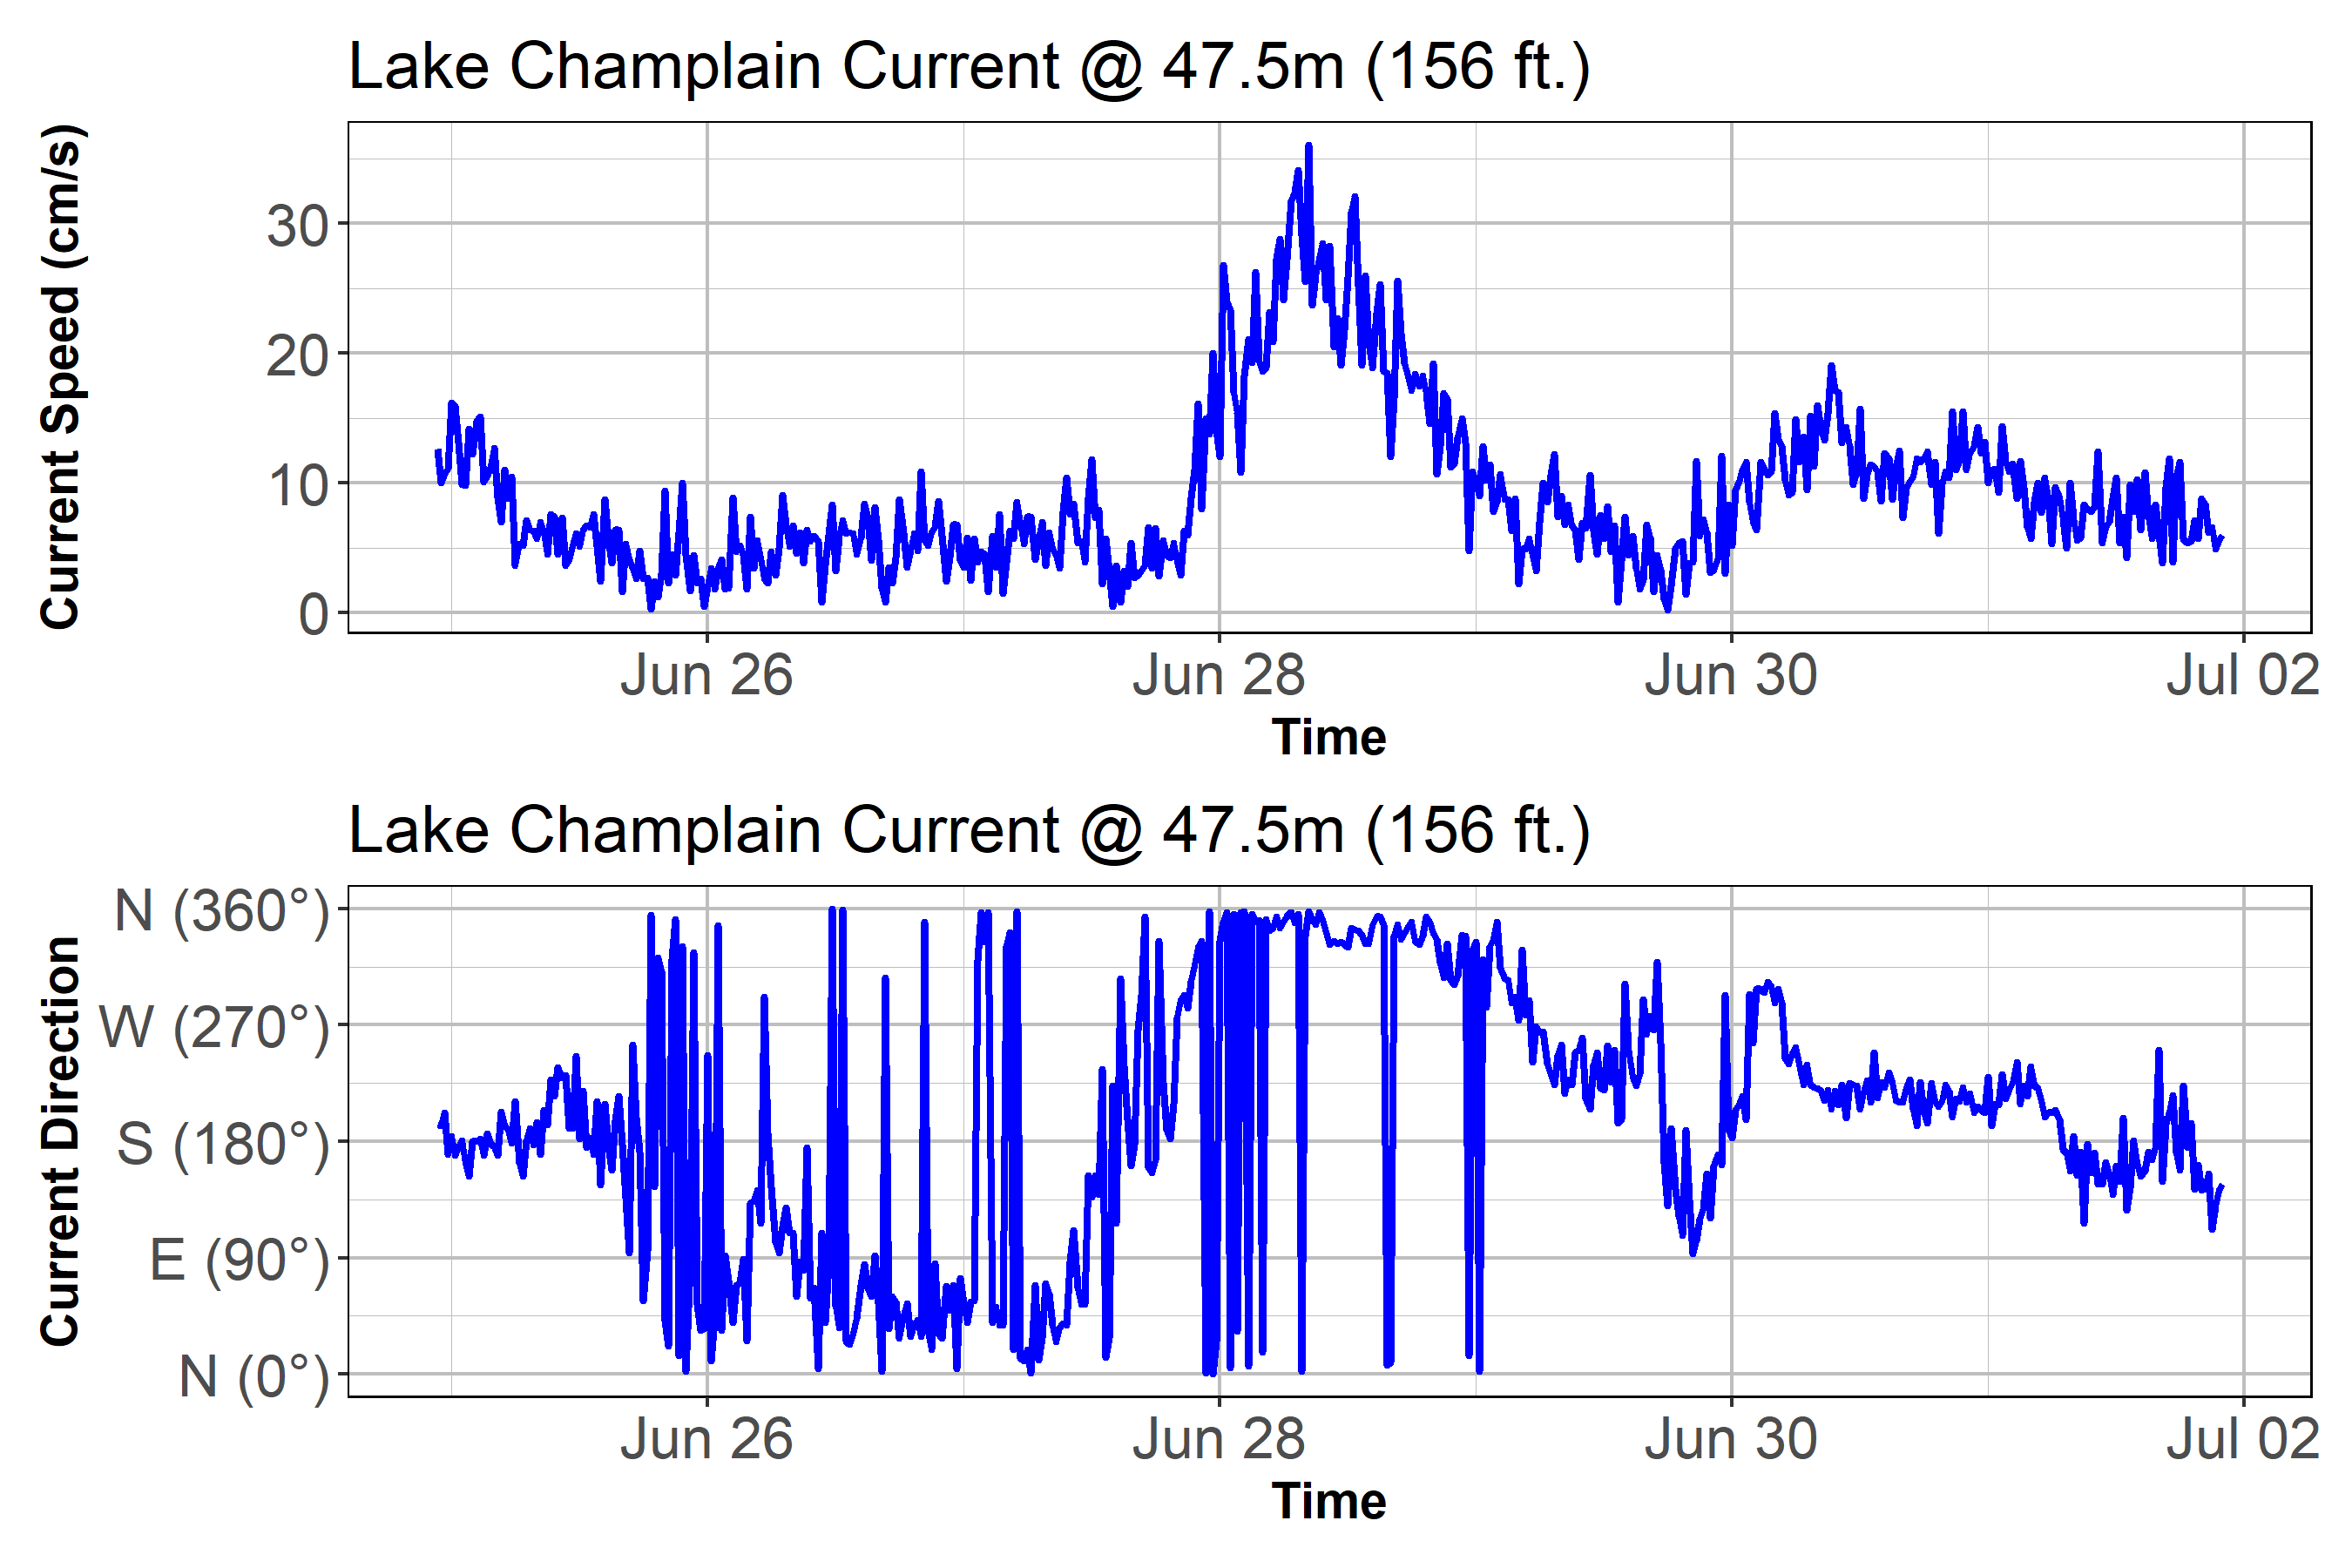 Lake Champlain Current @ 47.5m (156 ft.)
Current Speed (cm/s)
30
20
10
0
Jun 26
Jun 28
Jun 30
Jul 02
Time
Lake Champlain Current @ 47.5m (156 ft.)
Current Direction
N (360°)
W (270°)
S (180°)
E (90°)
N (0°)
Jun 26
Jun 28
Jun 30
Jul 02
Time